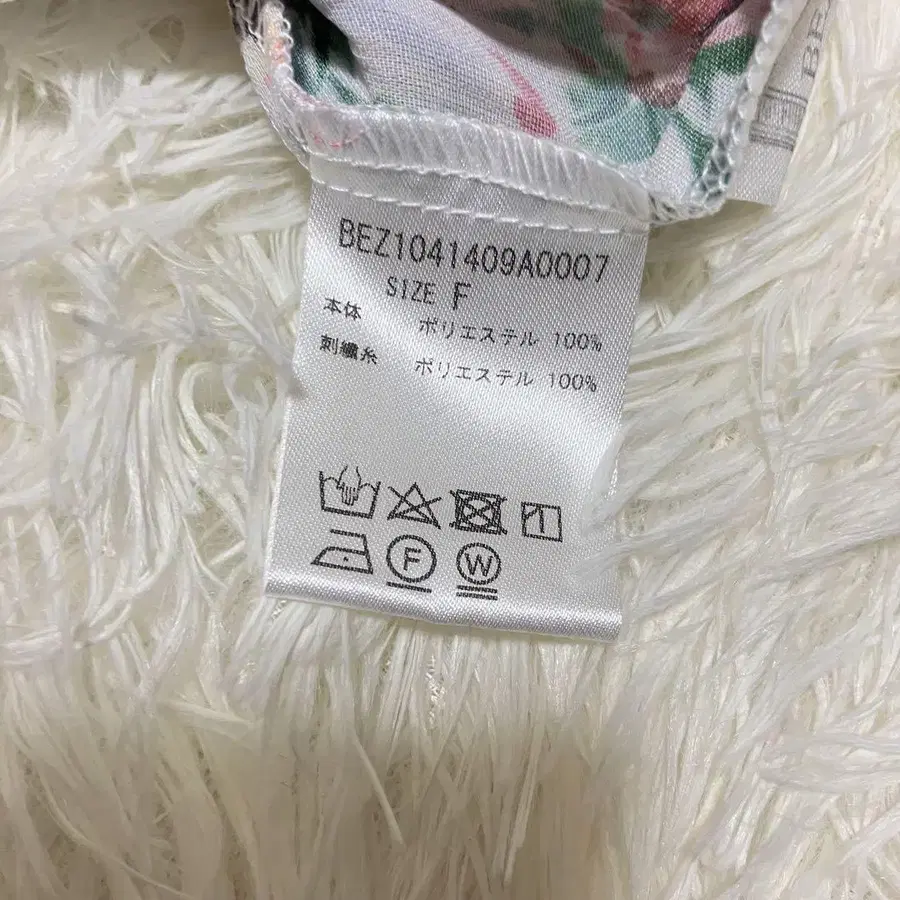 BEZ1041409A0007
SIZE F
本体 ポリエステル 100%
刺繍糸 ポリエステル 100%
F W
BE